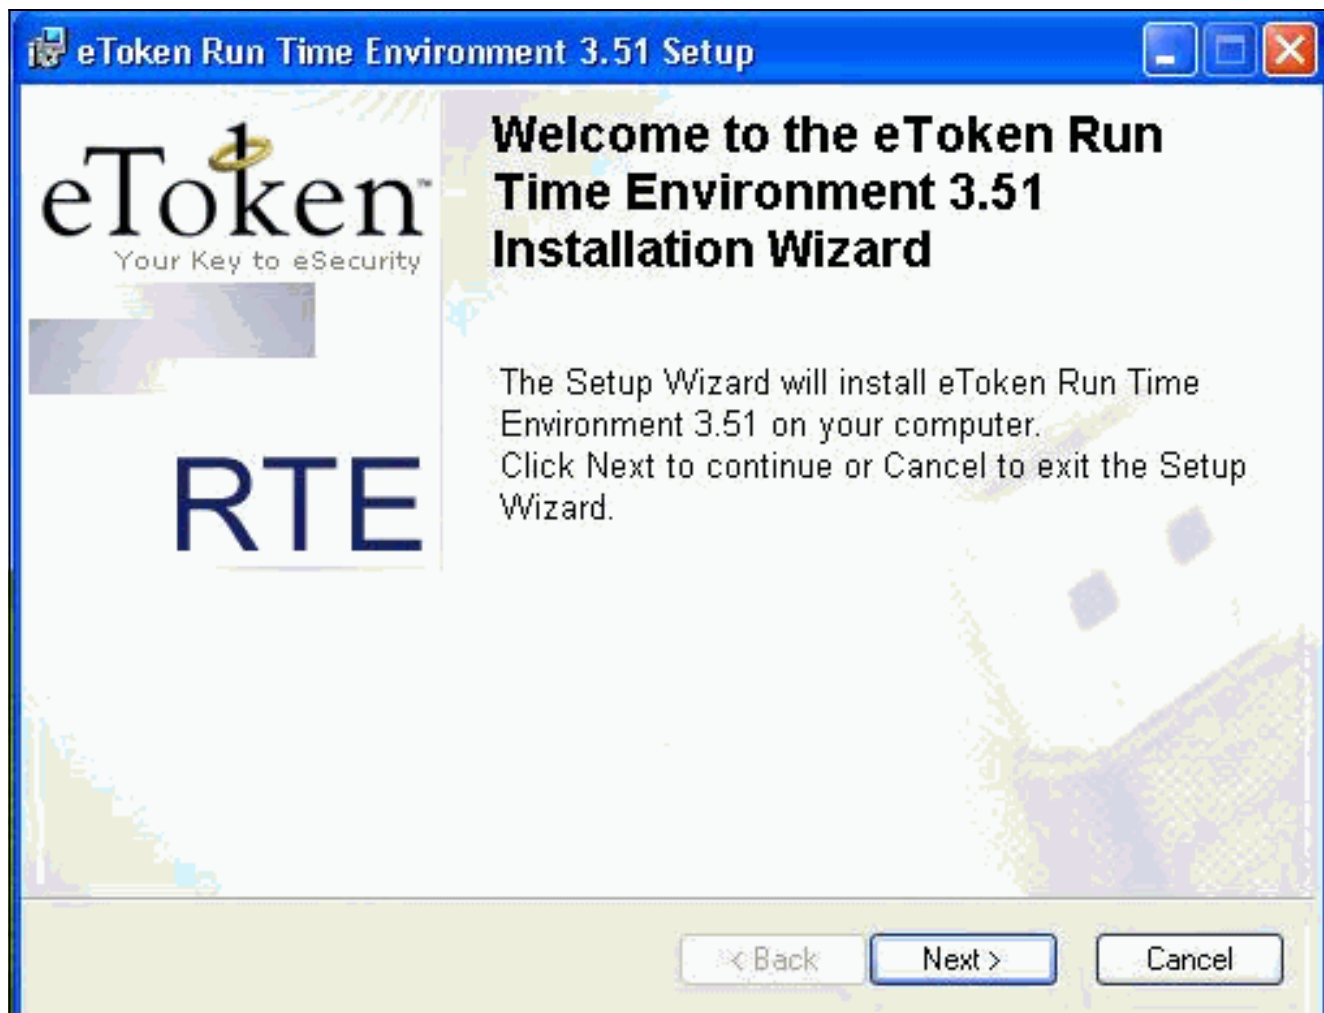 eToken Run Time Environment 3.51 Setup
eToken™
Your Key to eSecurity
RTE
Welcome to the eToken Run
Time Environment 3.51
Installation Wizard
The Setup Wizard will install eToken Run Time
Environment 3.51 on your computer.
Click Next to continue or Cancel to exit the Setup
Wizard.
< Back
Next >
Cancel